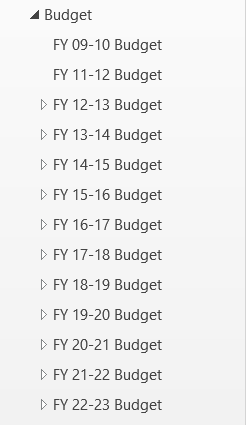 Budget
FY 09-10 Budget
FY 11-12 Budget
FY 12-13 Budget
FY 13-14 Budget
FY 14-15 Budget
FY 15-16 Budget
FY 16-17 Budget
FY 17-18 Budget
FY 18-19 Budget
FY 19-20 Budget
FY 20-21 Budget
FY 21-22 Budget
FY 22-23 Budget